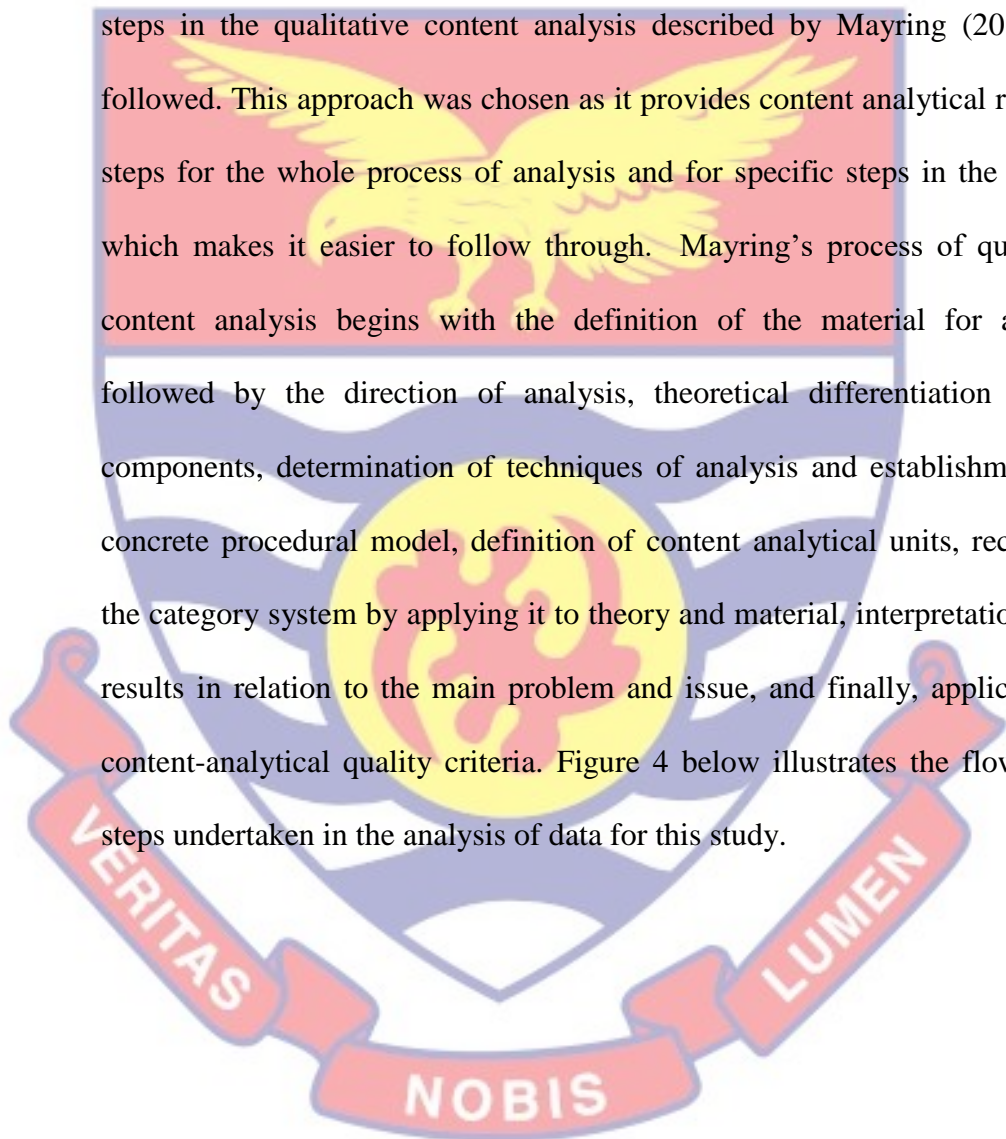 steps in the qualitative content analysis described by Mayring (20
followed. This approach was chosen as it provides content analytical r
steps for the whole process of analysis and for specific steps in the
which makes it easier to follow through. Mayring’s process of qu
content analysis begins with the definition of the material for a
followed by the direction of analysis, theoretical differentiation
components, determination of techniques of analysis and establishm
concrete procedural model, definition of content analytical units, rec
the category system by applying it to theory and material, interpretatio
results in relation to the main problem and issue, and finally, applic
content-analytical quality criteria. Figure 4 below illustrates the flow
steps undertaken in the analysis of data for this study.
VERITAS
NOBIS
LUMEN